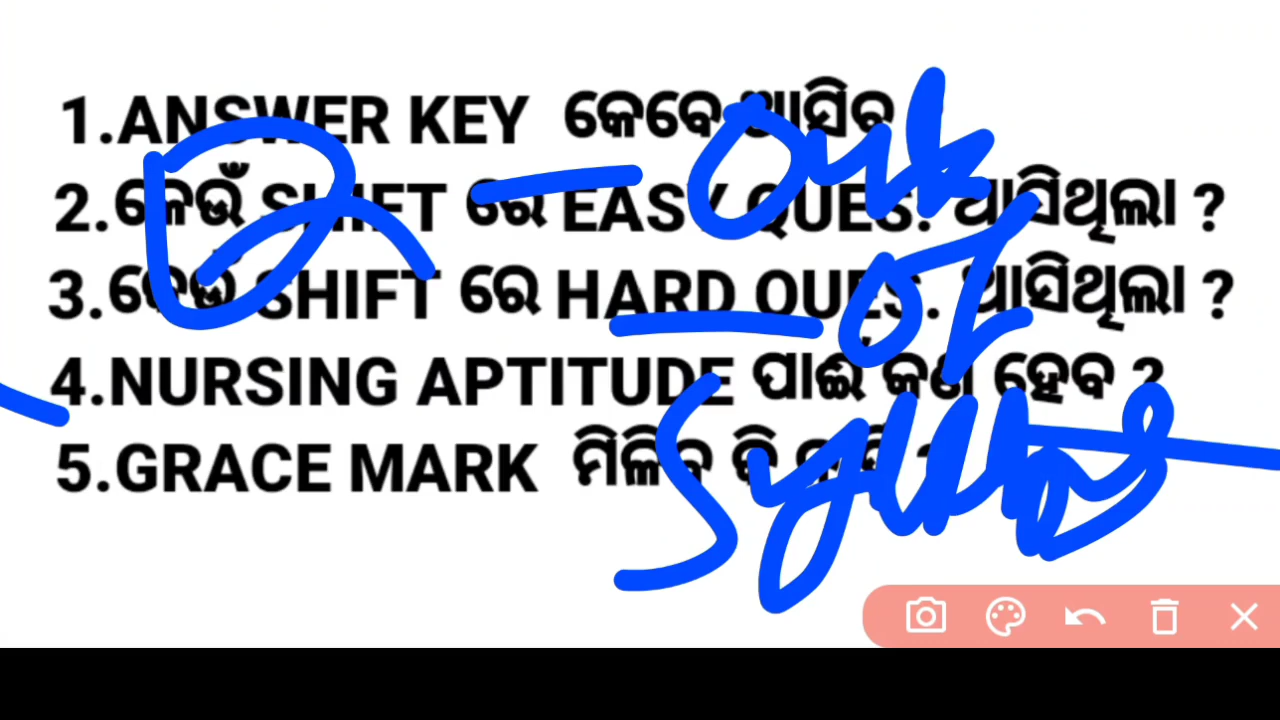 1.ANSWER KEY କେବେ ଆସିବ
2.କେଉଁ SHIFT ରେ EASY QUES. ଆସିଥିଲା ?
3.କେଉଁ SHIFT ରେ HARD QUES. ଆସିଥିଲା ?
4.NURSING APTITUDE ପାଇଁ କଣ ହେବ ?
5.GRACE MARK ମିଳିବ କି ନାହିଁ ?
out
of